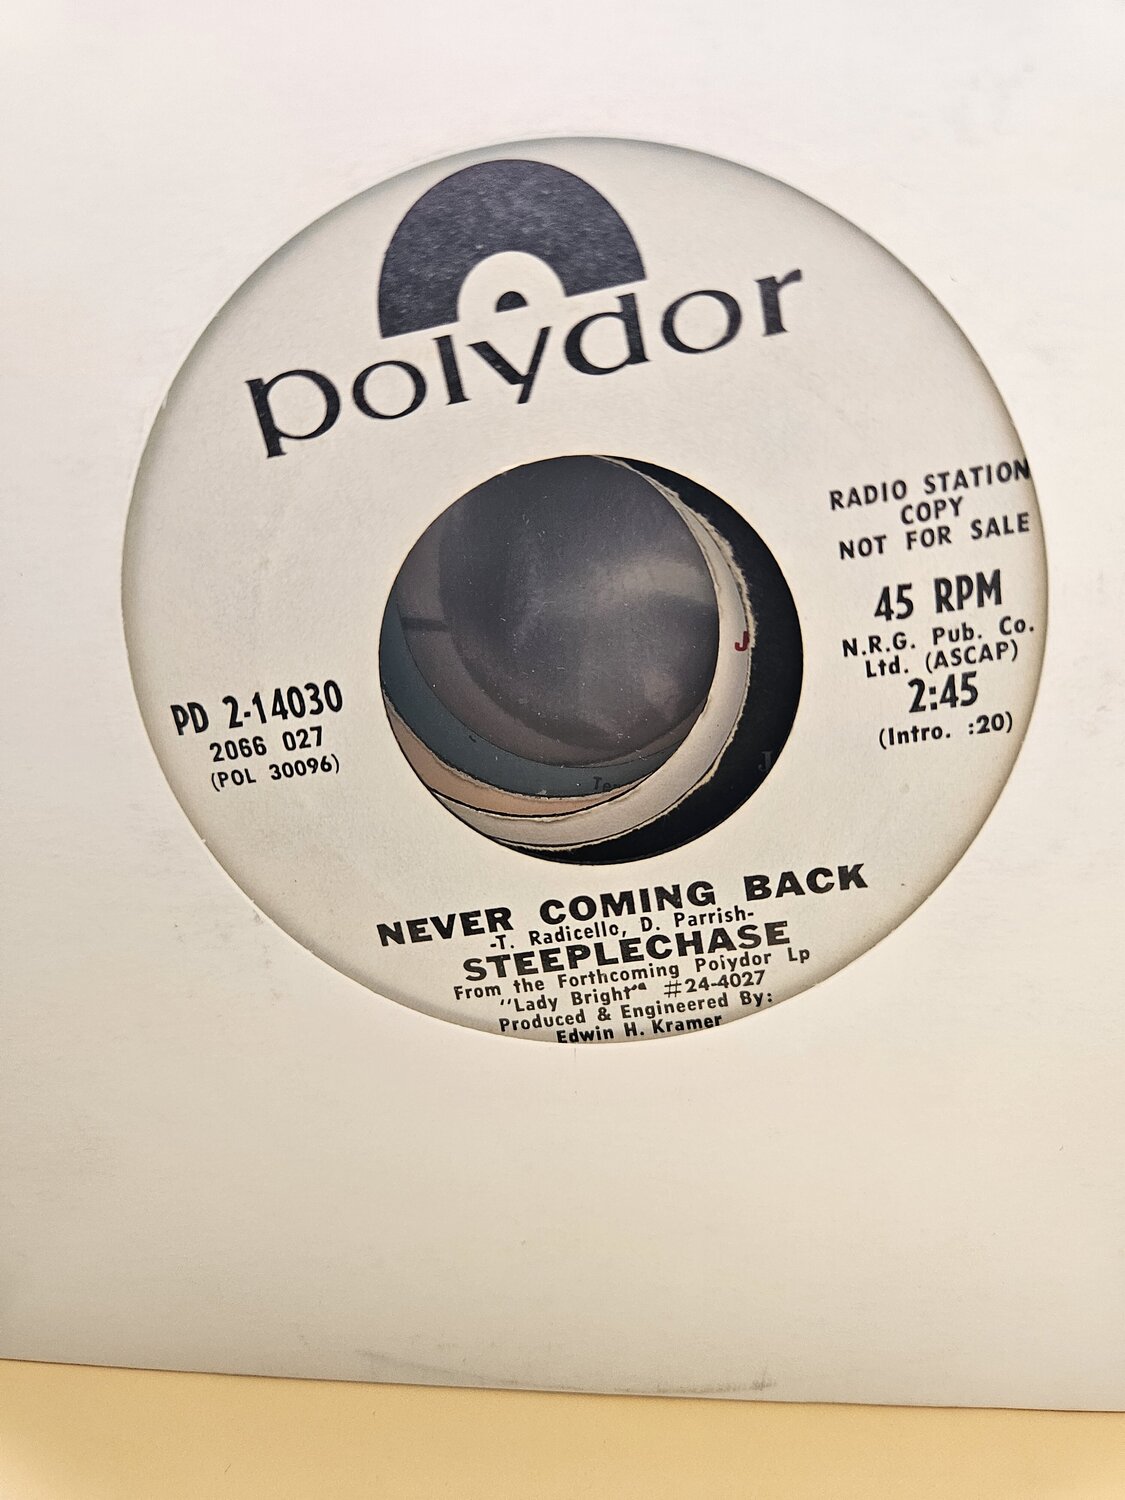 polydor
RADIO STATION
COPY
NOT FOR SALE
45 RPM
N.R.G. Pub. Co.
Ltd. (ASCAP)
2:45
(Intro. :20)
PD 2-14030
2066 027
(POL 30096)
NEVER COMING BACK
-T. Radicello, D. Parrish-
STEEPLECHASE
From the Forthcoming Polydor Lp
"Lady Bright" #24-4027
Produced & Engineered By:
Edwin H. Kramer
J
J